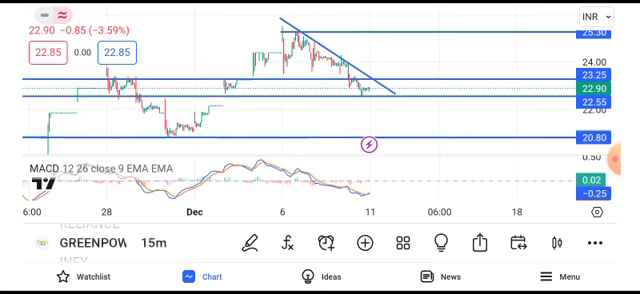 INR
22.90 −0.85 (−3.59%)
25.30
22.85 0.00 22.85
24.00
23.25
22.90
22.55
22.00
20.80
0.50
MACD 12 26 close 9 EMA EMA
0.02
−0.25
6:00 28 Dec 6 11 06:00 18
RELIANCE
GREENPOW 15m
Watchlist Chart Ideas News Menu